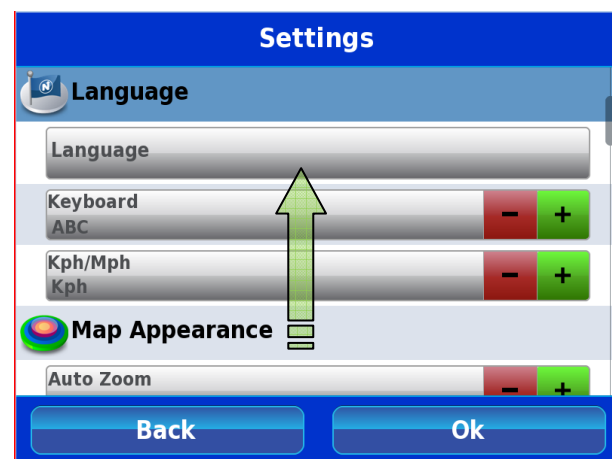 Settings
Language
Language
Keyboard
ABC
- +
Kph/Mph
Kph
- +
Map Appearance
Auto Zoom
- +
Back
Ok